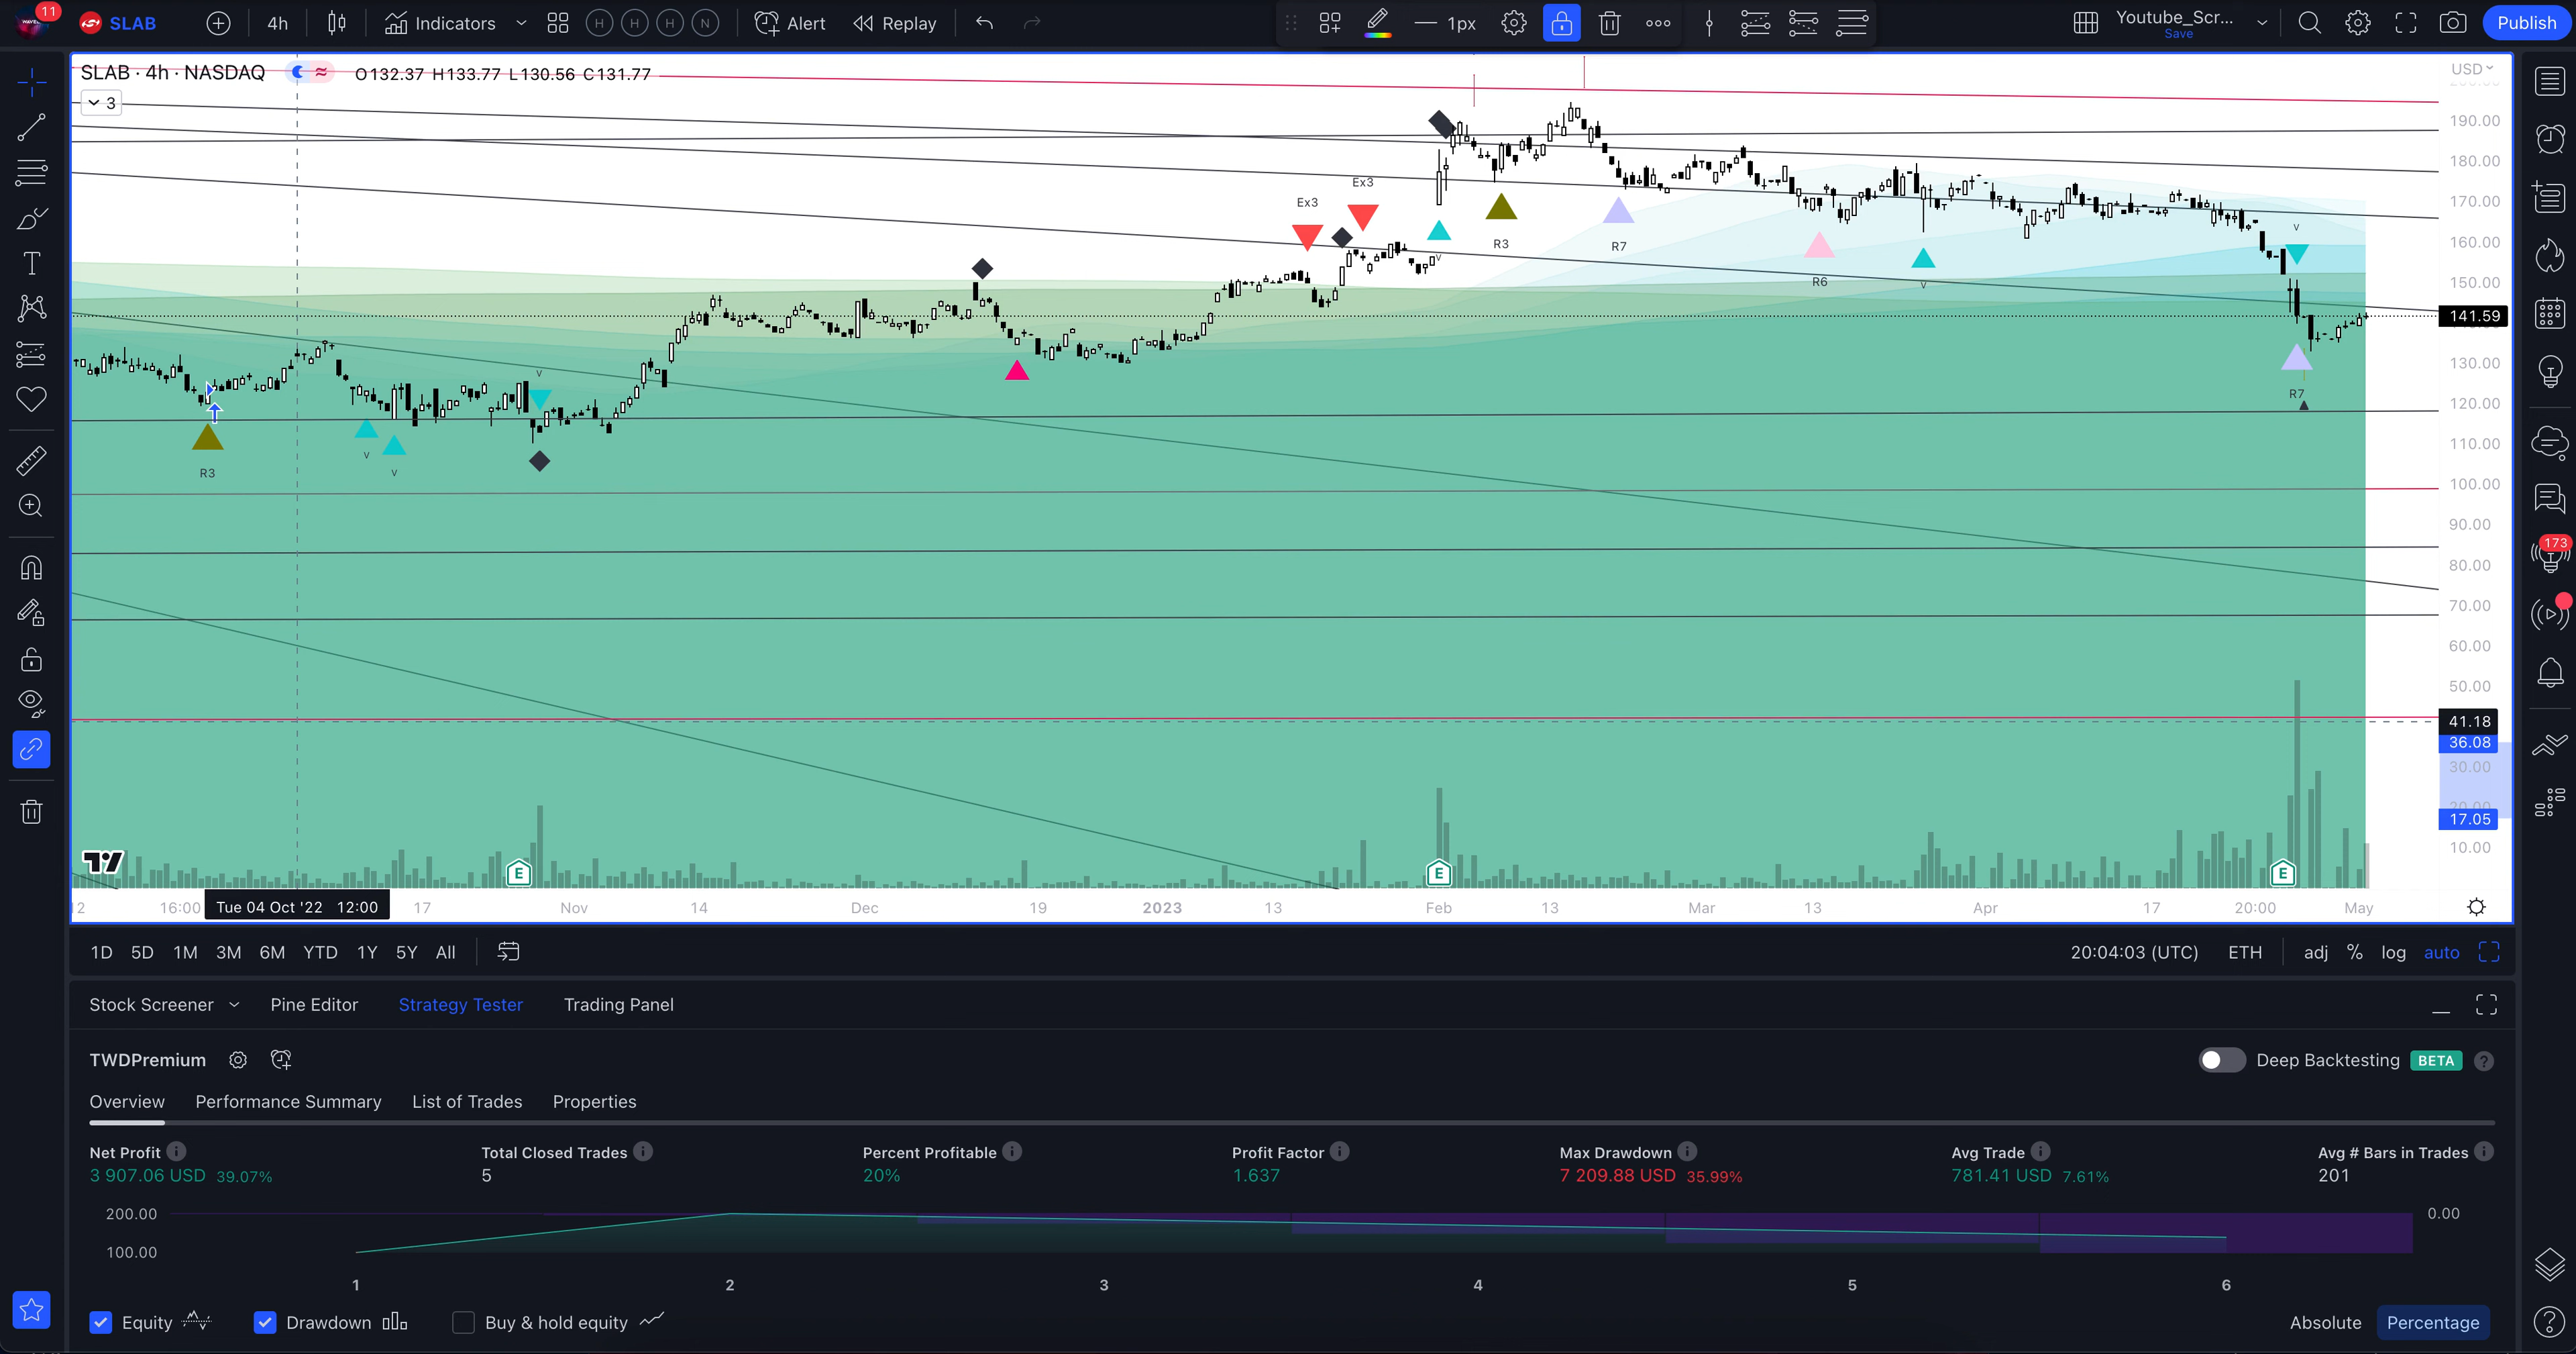 11
SLAB
4h
Indicators
H H H N
Alert
Replay
1px
Youtube_Scr...
Save
Publish
SLAB · 4h · NASDAQ
O132.37 H133.77 L130.56 C131.77
USD
3
190.00
180.00
170.00
160.00
150.00
141.59
130.00
120.00
110.00
100.00
90.00
80.00
70.00
60.00
50.00
41.18
36.08
30.00
20.00
17.05
10.00
Ex3
Ex3
R3
R7
R6
v
v
v
v
v
v
R7
R3
E
E
E
173
12
16:00
Tue 04 Oct '22 12:00
17
Nov
14
Dec
19
2023
13
Feb
13
Mar
13
Apr
17
20:00
May
1D 5D 1M 3M 6M YTD 1Y 5Y All
20:04:03 (UTC) ETH adj % log auto
Stock Screener Pine Editor Strategy Tester Trading Panel
TWDPremium
Deep Backtesting BETA ?
Overview Performance Summary List of Trades Properties
Net Profit Total Closed Trades Percent Profitable Profit Factor Max Drawdown Avg Trade Avg # Bars in Trades
3 907.06 USD 39.07% 5 20% 1.637 7 209.88 USD 35.99% 781.41 USD 7.61% 201
200.00
0.00
100.00
1 2 3 4 5 6
Equity Drawdown Buy & hold equity Absolute Percentage